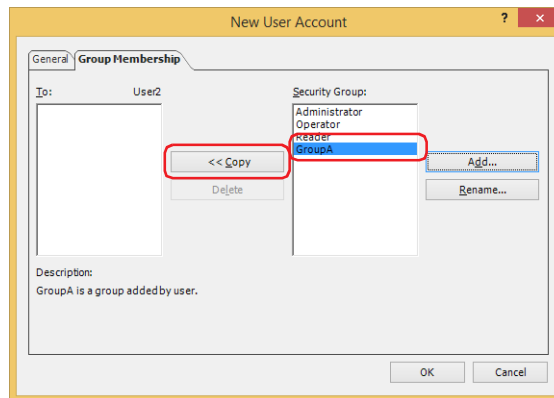 New User Account
?
×
General
Group Membership
To:
User2
Security Group:
Administrator
Operator
Reader
GroupA
<< Copy
Delete
Add...
Rename...
Description:
GroupA is a group added by user.
OK
Cancel